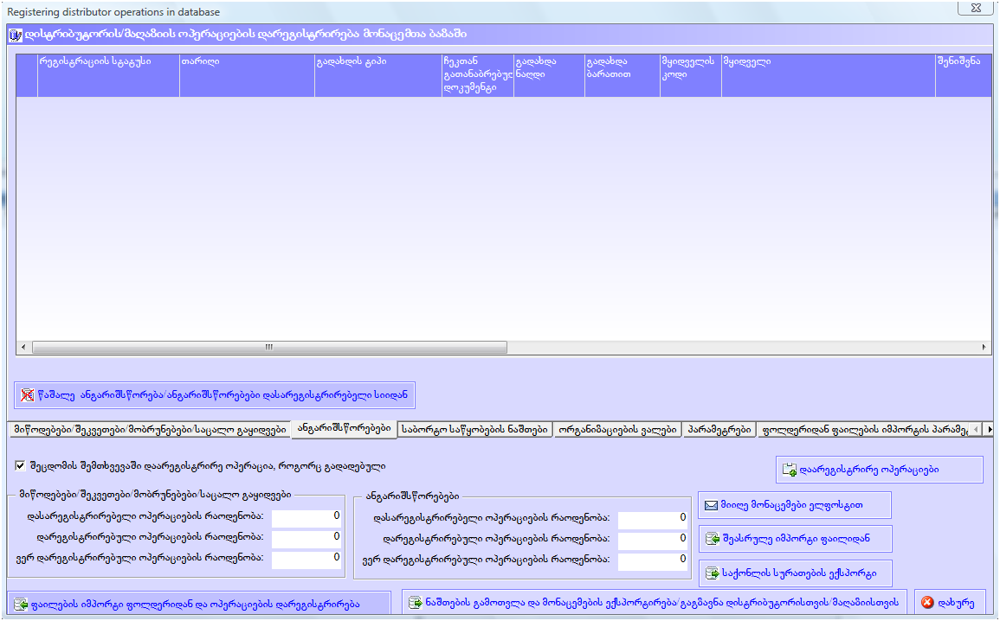 Registering distributor operations in database
დისტრიბუტორის/მაღაზიის ოპერაციების დარეგისტრირება მონაცემთა ბაზაში
რეგისტრაციის სტატუსი თარიღი გადახდის ტიპი ჩეკთან გადახდა გადახდა მყიდველის მყიდველი შენიშვნა
გათანაბრებულ ნაღდი ბარათით კოდი
დოკუმენტი
წაშალე ანგარიშსწორება/ანგარიშსწორებები დასარეგისტრირებელი სიიდან
მიწოდებები/შეკვეთები/მობრუნებები/საცალო გაყიდვები ანგარიშსწორებები საბორტო საწყობების ნაშთები ორგანიზაციების ვალები პარამეტრები ფოლდერიდან ფაილების იმპორტის პარამეტ
შეცდომის შემთხვევაში დაარეგისტრირე ოპერაცია, როგორც გადადებული
დაარეგისტრირე ოპერაციები
მიწოდებები/შეკვეთები/მობრუნებები/საცალო გაყიდვები
დასარეგისტრირებელი ოპერაციების რაოდენობა: 0
დარეგისტრირებული ოპერაციების რაოდენობა: 0
ვერ დარეგისტრირებული ოპერაციების რაოდენობა: 0
ანგარიშსწორებები
დასარეგისტრირებელი ოპერაციების რაოდენობა: 0
დარეგისტრირებული ოპერაციების რაოდენობა: 0
ვერ დარეგისტრირებული ოპერაციების რაოდენობა: 0
მიიღე მონაცემები ელფოსტით
შეასრულე იმპორტი ფაილიდან
საქონლის სურათების ექსპორტი
ფაილების იმპორტი ფოლდერიდან და ოპერაციების დარეგისტრირება
ნაშთების გამოთვლა და მონაცემების ექსპორტირება/გაგზავნა დისტრიბუტორისთვის/მაღაზიისთვის
დახურე